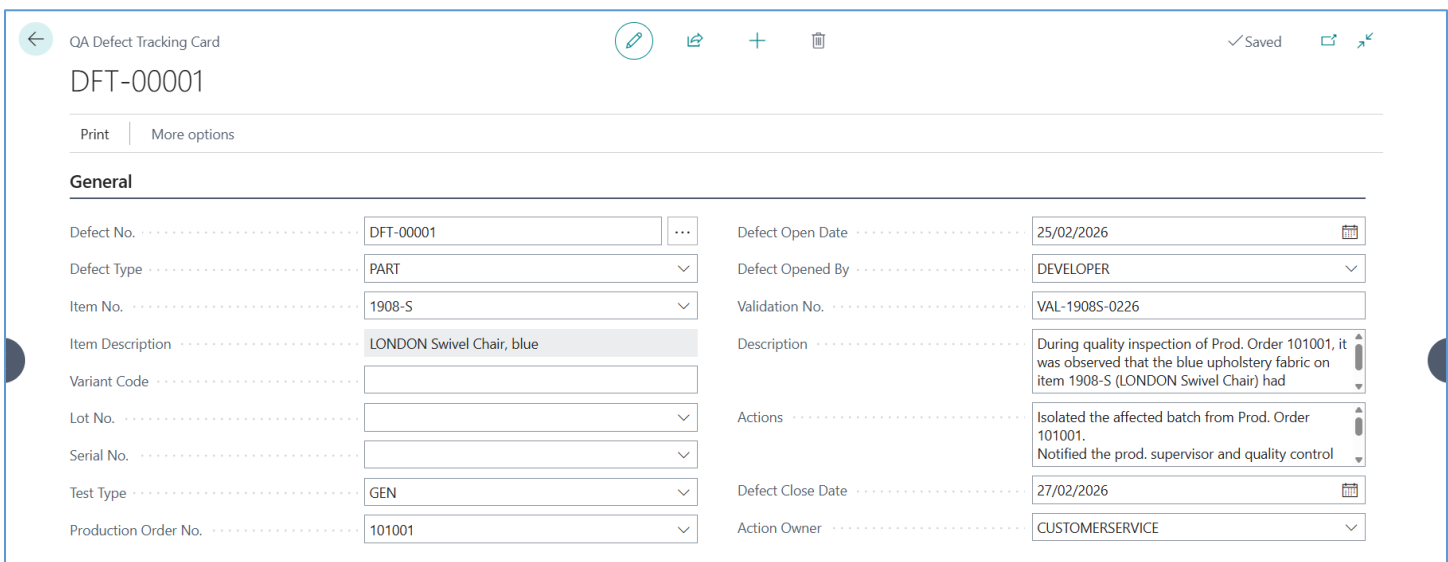 QA Defect Tracking Card
Saved
DFT-00001
Print
More options
General
Defect No.
DFT-00001
Defect Type
PART
Item No.
1908-S
Item Description
LONDON Swivel Chair, blue
Variant Code
Lot No.
Serial No.
Test Type
GEN
Production Order No.
101001
Defect Open Date
25/02/2026
Defect Opened By
DEVELOPER
Validation No.
VAL-1908S-0226
Description
During quality inspection of Prod. Order 101001, it
was observed that the blue upholstery fabric on
item 1908-S (LONDON Swivel Chair) had
Actions
Isolated the affected batch from Prod. Order
101001.
Notified the prod. supervisor and quality control
Defect Close Date
27/02/2026
Action Owner
CUSTOMERSERVICE